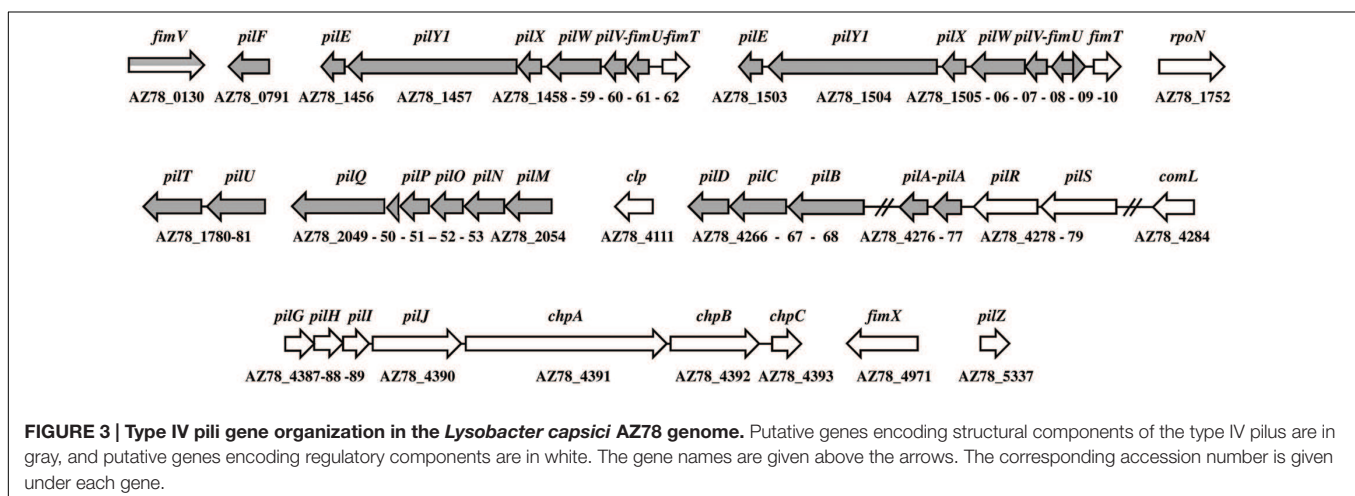 fimV pilF pilE pilY1 pilX pilW pilV-fimU-fimT pilE pilY1 pilX pilW pilV-fimU fimT rpoN
AZ78_0130 AZ78_0791 AZ78_1456 AZ78_1457 AZ78_1458 - 59 - 60 - 61 - 62 AZ78_1503 AZ78_1504 AZ78_1505 - 06 - 07 - 08 - 09 -10 AZ78_1752
pilT pilU pilQ pilP pilO pilN pilM clp pilD pilC pilB pilA-pilA pilR pilS comL
AZ78_1780-81 AZ78_2049 - 50 - 51 – 52 - 53 AZ78_2054 AZ78_4111 AZ78_4266 - 67 - 68 AZ78_4276 - 77 AZ78_4278 - 79 AZ78_4284
pilG pilH pilI pilJ chpA chpB chpC fimX pilZ
AZ78_4387-88 -89 AZ78_4390 AZ78_4391 AZ78_4392 AZ78_4393 AZ78_4971 AZ78_5337
FIGURE 3 | Type IV pili gene organization in the Lysobacter capsici AZ78 genome. Putative genes encoding structural components of the type IV pilus are in
gray, and putative genes encoding regulatory components are in white. The gene names are given above the arrows. The corresponding accession number is given
under each gene.